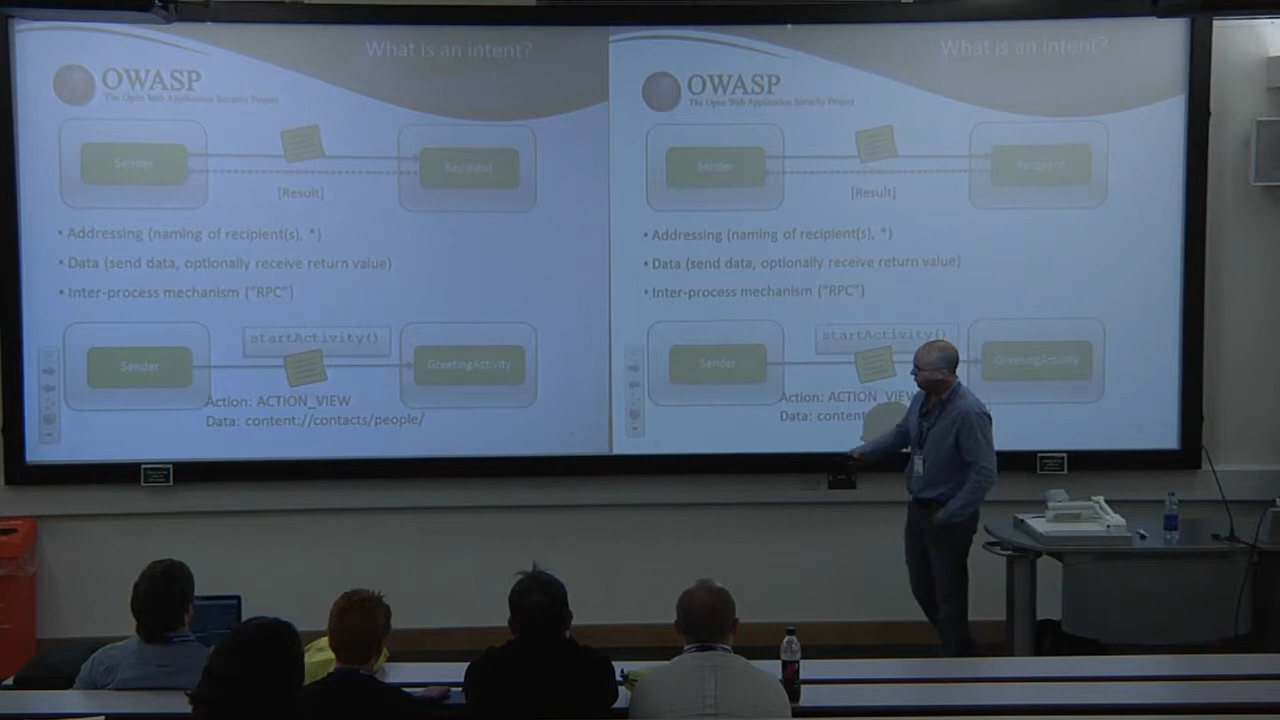 What is an intent?
OWASP
The Open Web Application Security Project
Sender
Recipient
[Result]
• Addressing (naming of recipient(s), *)
• Data (send data, optionally receive return value)
• Inter-process mechanism ("RPC")
startActivity()
Sender
GreetingActivity
Action: ACTION_VIEW
Data: content://contacts/people/
What is an intent?
OWASP
The Open Web Application Security Project
Sender
Recipient
[Result]
• Addressing (naming of recipient(s), *)
• Data (send data, optionally receive return value)
• Inter-process mechanism ("RPC")
startActivity()
Sender
GreetingActivity
Action: ACTION_VIEW
Data: content